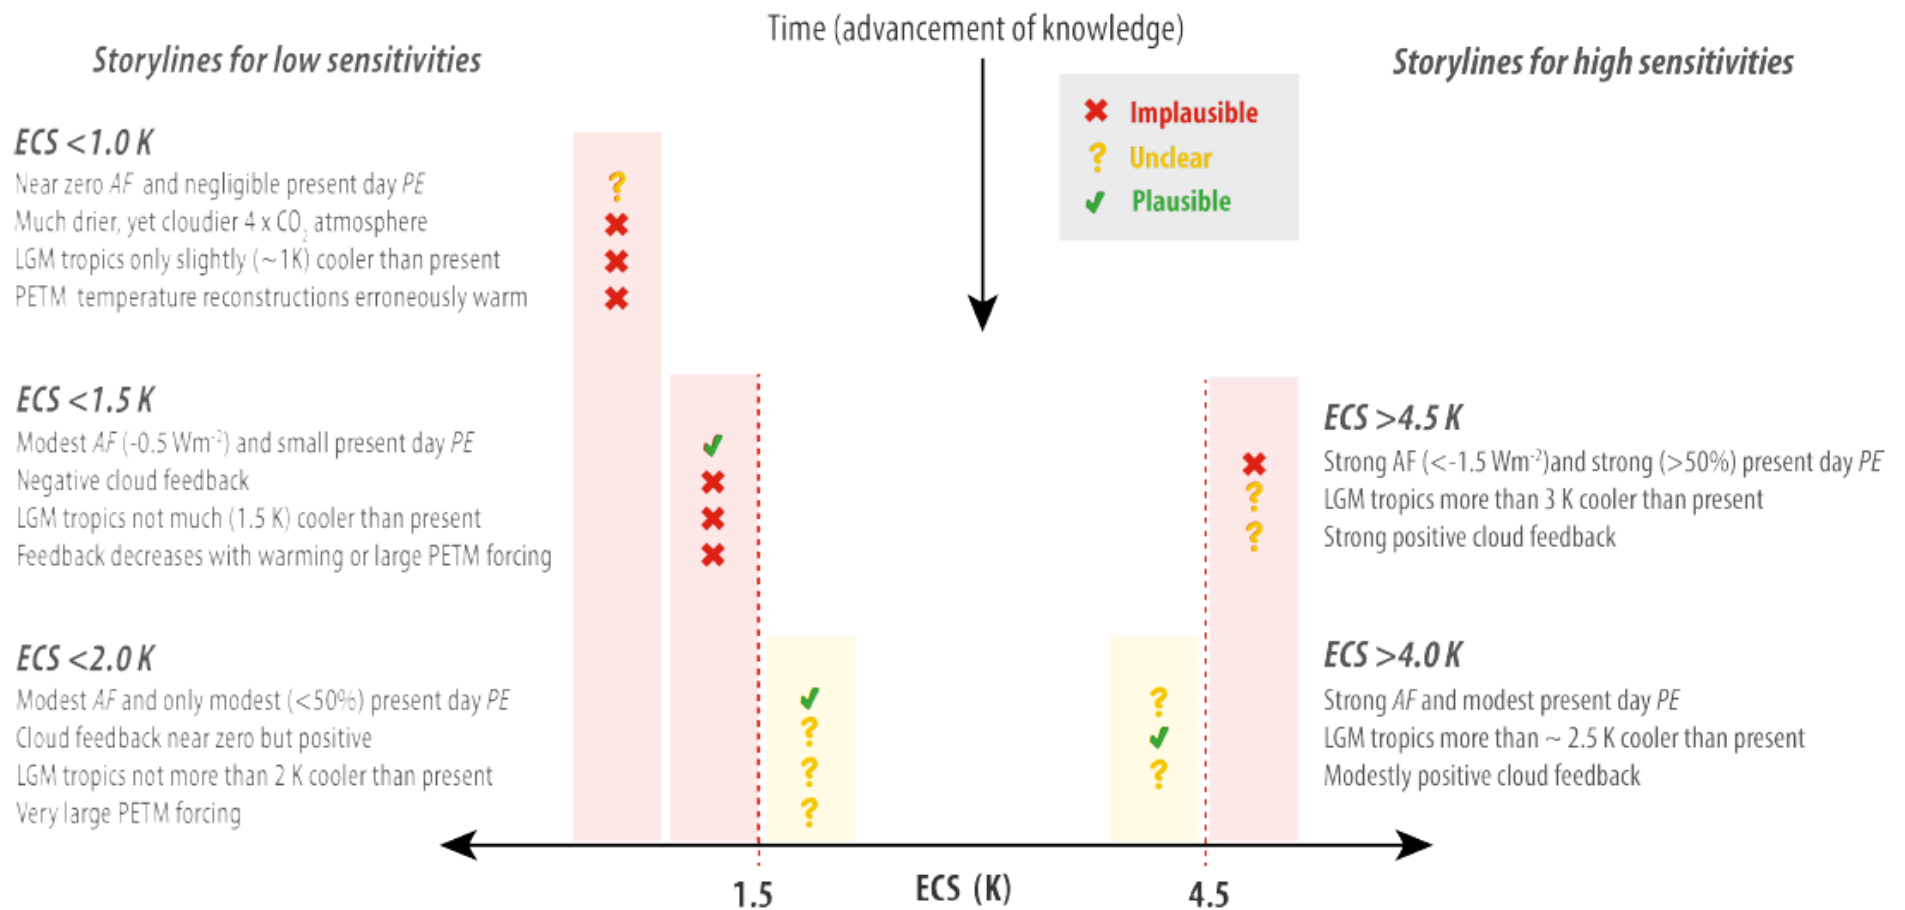 Time (advancement of knowledge)
Storylines for low sensitivities
Storylines for high sensitivities
Implausible
Unclear
Plausible
ECS <1.0 K
Near zero AF and negligible present day PE
Much drier, yet cloudier 4 x CO₂ atmosphere
LGM tropics only slightly (~1K) cooler than present
PETM temperature reconstructions erroneously warm
ECS <1.5 K
Modest AF (-0.5 Wm⁻²) and small present day PE
Negative cloud feedback
LGM tropics not much (1.5 K) cooler than present
Feedback decreases with warming or large PETM forcing
ECS <2.0 K
Modest AF and only modest (<50%) present day PE
Cloud feedback near zero but positive
LGM tropics not more than 2 K cooler than present
Very large PETM forcing
ECS >4.5 K
Strong AF (<-1.5 Wm⁻²)and strong (>50%) present day PE
LGM tropics more than 3 K cooler than present
Strong positive cloud feedback
ECS >4.0 K
Strong AF and modest present day PE
LGM tropics more than ~ 2.5 K cooler than present
Modestly positive cloud feedback
1.5
ECS (K)
4.5